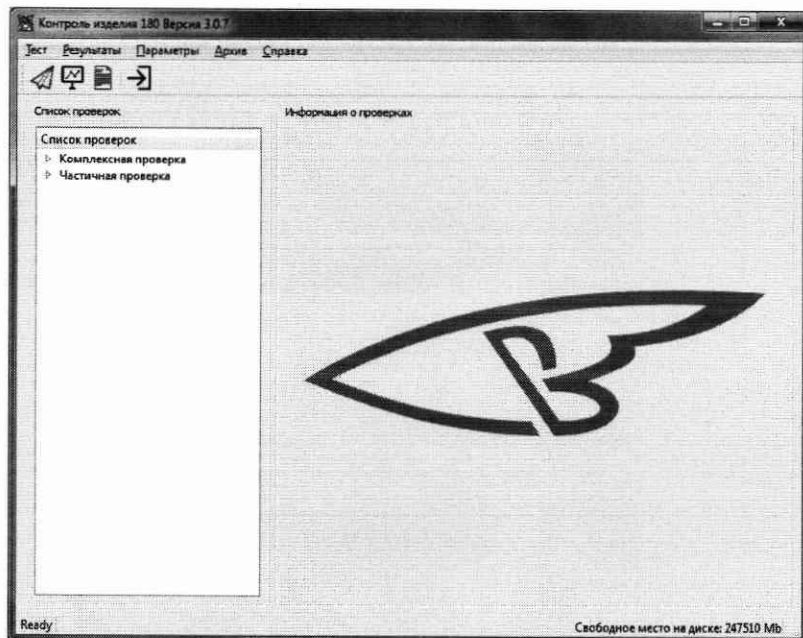 Контроль изделия 180 Версия 3.0.7
Тест Результаты Параметры Архив Справка
Список проверок
Информация о проверках
Список проверок
Комплексная проверка
Частичная проверка
В
Ready
Свободное место на диске: 247510 Mb